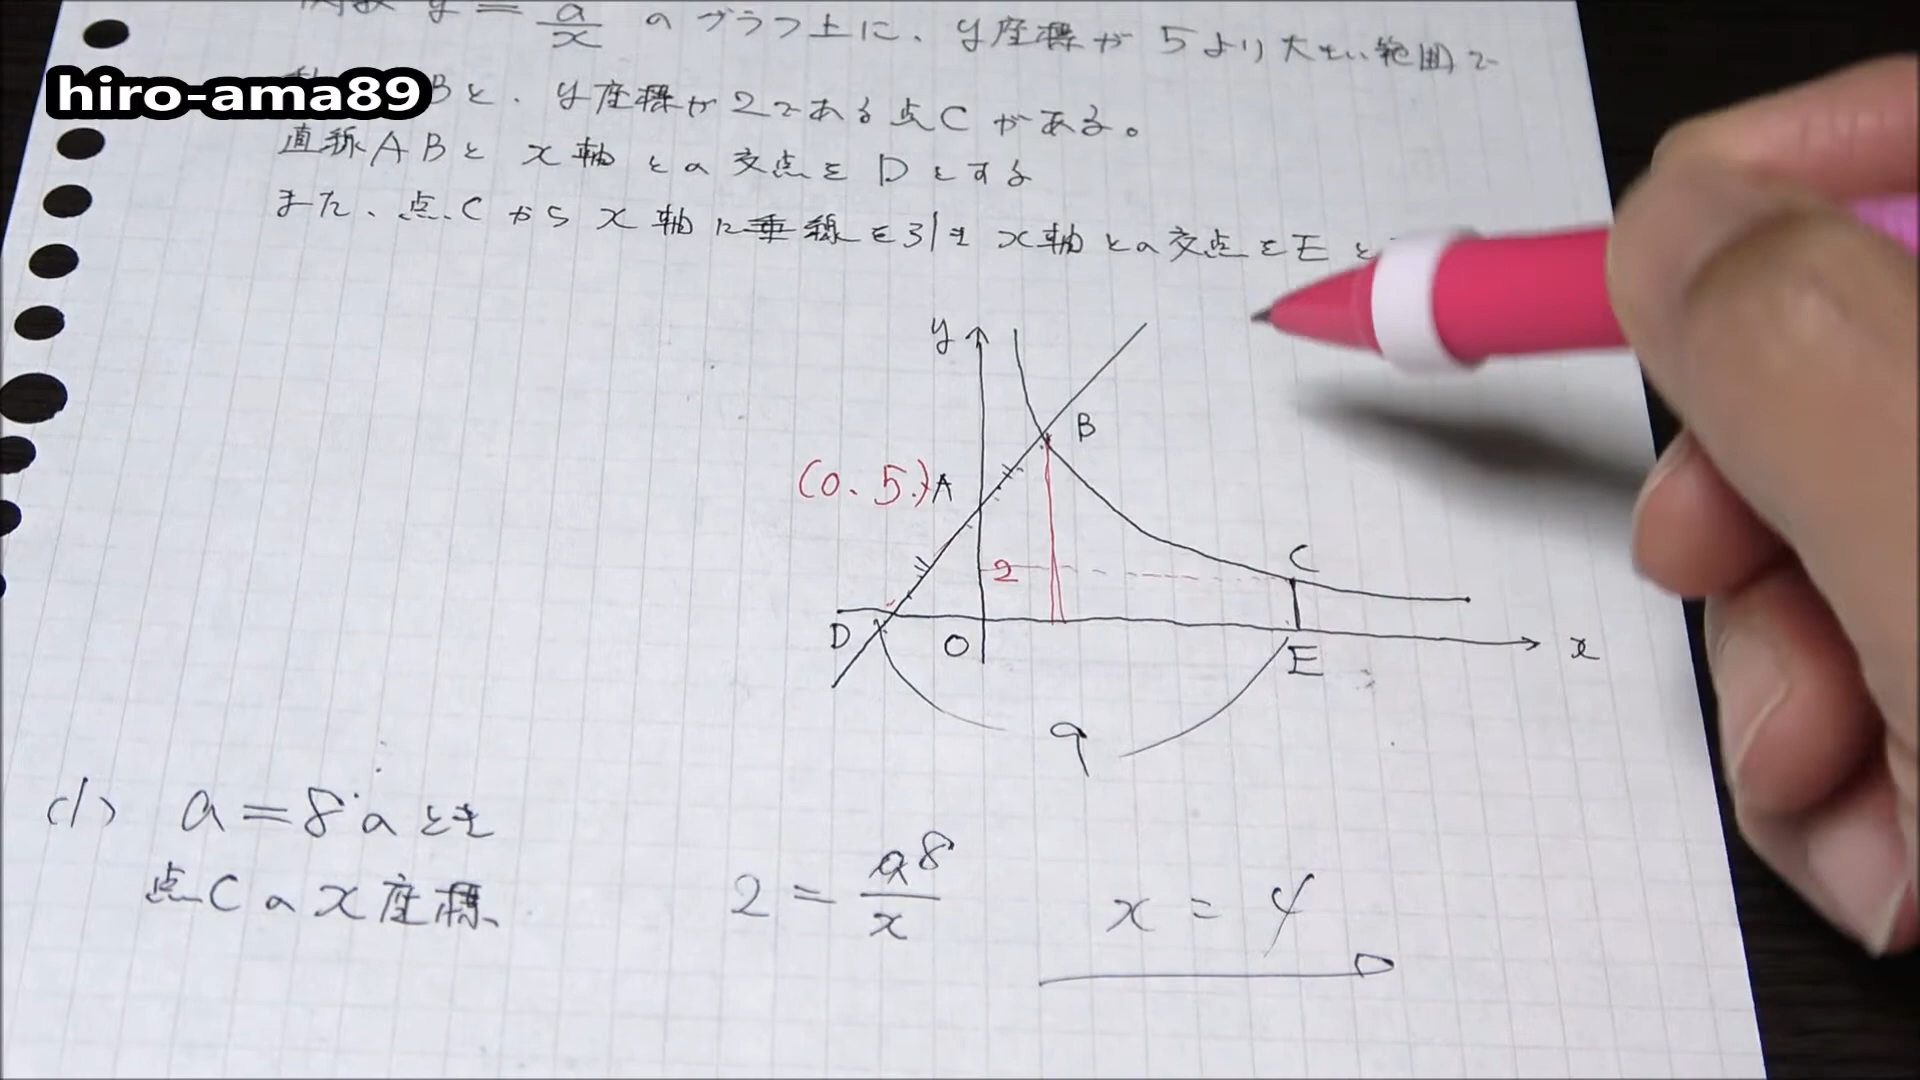 関数 y = a/x のグラフ上に、y座標が5より大きい範囲で
hiro-ama89
Bと、y座標が2である点Cがある。
直線ABと x軸 との交点を Dとする
また、点Cから x軸に垂線を引き x軸との交点をE と
y
B
(0. 5.) A
C
2
D O E x
9
(1) a=8のとき
点Cのx座標
2 = a8/x
x = 4